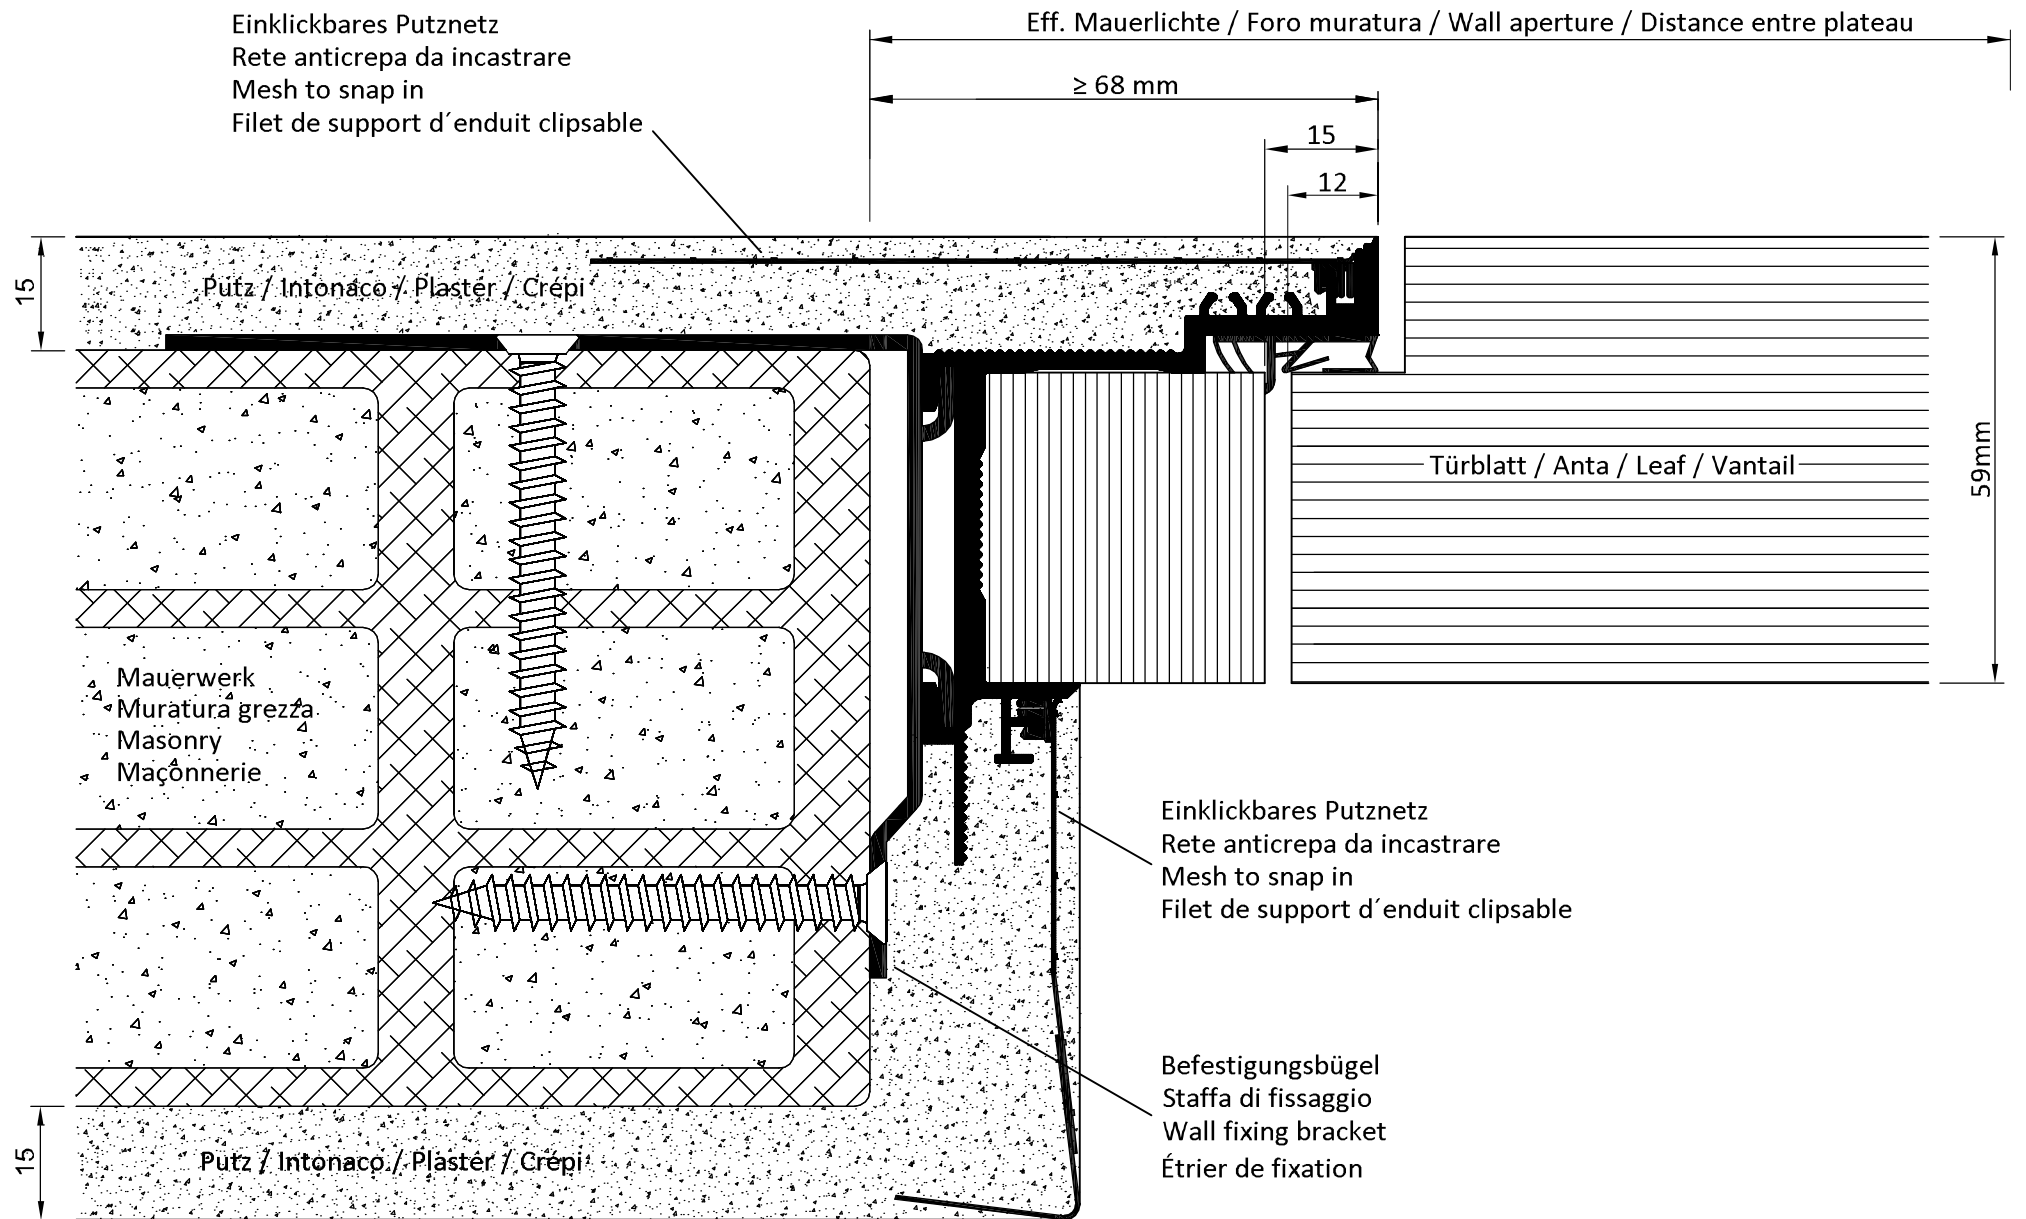 Einklickbares Putznetz
Rete anticrepa da incastrare
Mesh to snap in
Filet de support d´enduit clipsable
Eff. Mauerlichte / Foro muratura / Wall aperture / Distance entre plateau
≥ 68 mm
15
12
15
Putz / Intonaco / Plaster / Crépi
Türblatt / Anta / Leaf / Vantail
59mm
Mauerwerk
Muratura grezza
Masonry
Maçonnerie
Einklickbares Putznetz
Rete anticrepa da incastrare
Mesh to snap in
Filet de support d´enduit clipsable
Befestigungsbügel
Staffa di fissaggio
Wall fixing bracket
Étrier de fixation
15
Putz / Intonaco / Plaster / Crépi